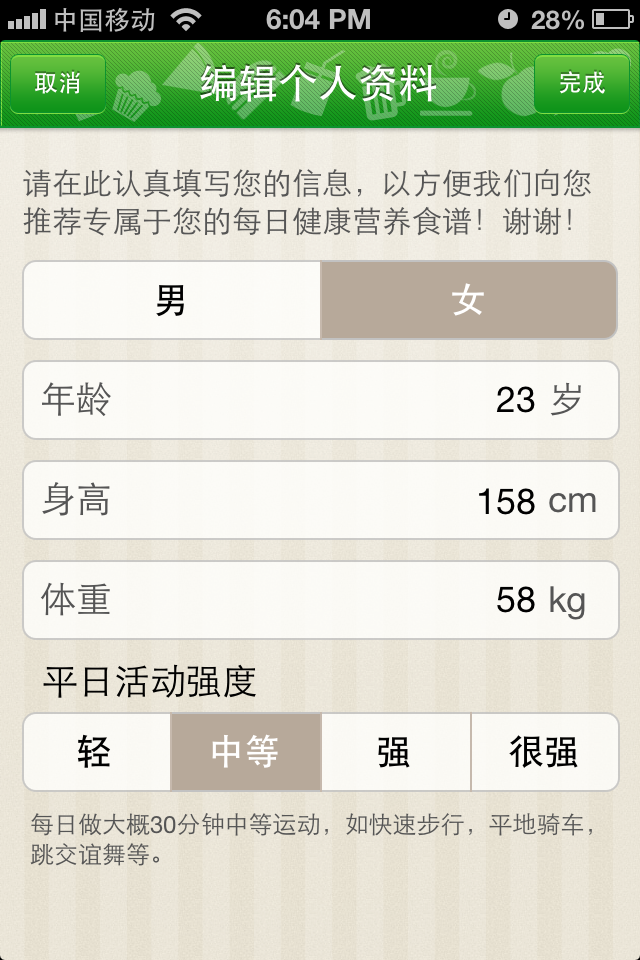 中国移动 6:04 PM 28%
取消 编辑个人资料 完成
请在此认真填写您的信息，以方便我们向您
推荐专属于您的每日健康营养食谱！谢谢！
男 女
年龄 23 岁
身高 158 cm
体重 58 kg
平日活动强度
轻 中等 强 很强
每日做大概30分钟中等运动，如快速步行，平地骑车，
跳交谊舞等。